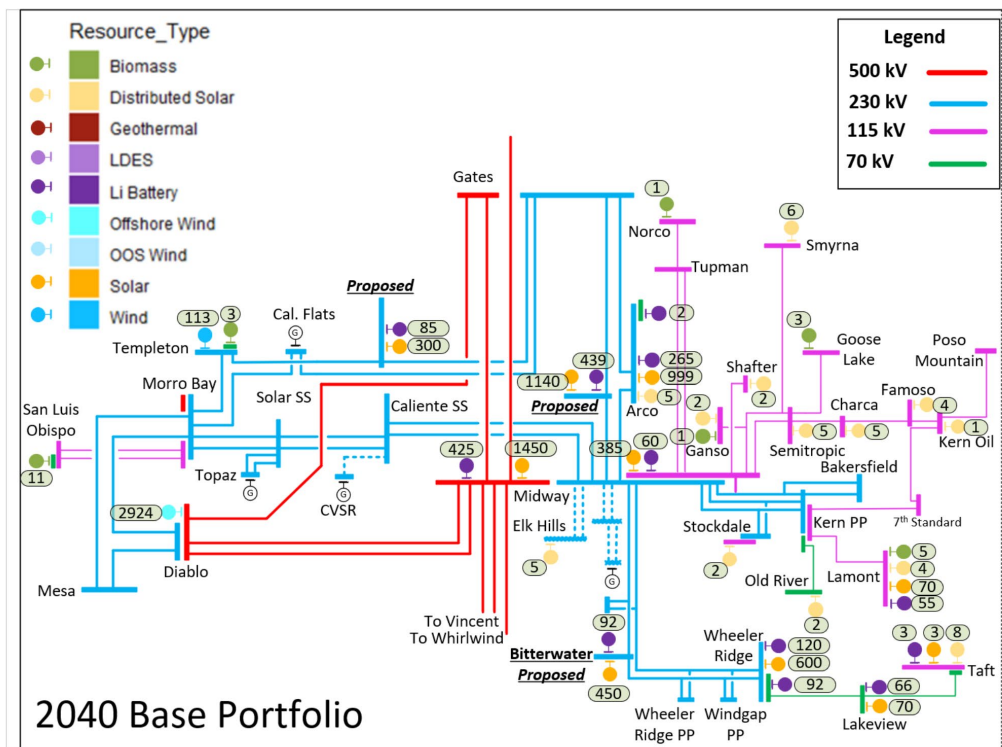 Resource_Type
Biomass
Distributed Solar
Geothermal
LDES
Li Battery
Offshore Wind
OOS Wind
Solar
Wind
Legend
500 kV
230 kV
115 kV
70 kV
Gates
1
Norco
Tupman
6
Smyrna
Proposed
85
300
Cal. Flats
G
113
3
Templeton
2
265
999
5
Arco
439
1140
Proposed
3
Goose
Lake
Poso
Mountain
Shafter
2
Famoso
4
1
Kern Oil
Charca
5
Semitropic
5
2
1
Ganso
Morro Bay
San Luis
Obispo
11
Solar SS
Caliente SS
Topaz
G
CVSR
G
425
1450
Midway
385
60
Bakersfield
Kern PP
7th Standard
Stockdale
2
Elk Hills
5
G
2924
Diablo
Mesa
Lamont
5
4
70
55
Old River
2
To Vincent
To Whirlwind
92
Bitterwater
Proposed
450
Wheeler
Ridge
120
600
92
3
3
8
Taft
66
70
Lakeview
Wheeler
Ridge PP
Windgap
PP
2040 Base Portfolio